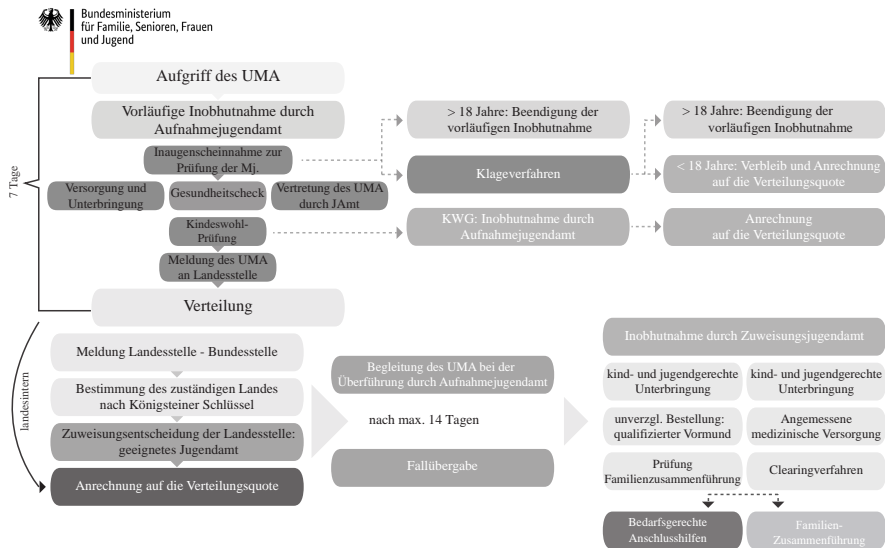 Bundesministerium
für Familie, Senioren, Frauen
und Jugend
7 Tage
Aufgriff des UMA
Vorläufige Inobhutnahme durch
Aufnahmejugendamt
Inaugenscheinnahme zur
Prüfung der Mj.
Versorgung und
Unterbringung
Gesundheitscheck
Vertretung des UMA
durch JAmt
Kindeswohl-
Prüfung
Meldung des UMA
an Landesstelle
Verteilung
> 18 Jahre: Beendigung der
vorläufigen Inobhutnahme
Klageverfahren
KWG: Inobhutnahme durch
Aufnahmejugendamt
> 18 Jahre: Beendigung der
vorläufigen Inobhutnahme
< 18 Jahre: Verbleib und Anrechnung
auf die Verteilungsquote
Anrechnung
auf die Verteilungsquote
landesintern
Meldung Landesstelle - Bundesstelle
Bestimmung des zuständigen Landes
nach Königsteiner Schlüssel
Zuweisungsentscheidung der Landesstelle:
geeignetes Jugendamt
Anrechnung auf die Verteilungsquote
Begleitung des UMA bei der
Überführung durch Aufnahmejugendamt
nach max. 14 Tagen
Fallübergabe
Inobhutnahme durch Zuweisungsjugendamt
kind- und jugendgerechte
Unterbringung
kind- und jugendgerechte
Unterbringung
unverzgl. Bestellung:
qualifizierter Vormund
Angemessene
medizinische Versorgung
Prüfung
Familienzusammenführung
Clearingverfahren
Bedarfsgerechte
Anschlusshilfen
Familien-
Zusammenführung